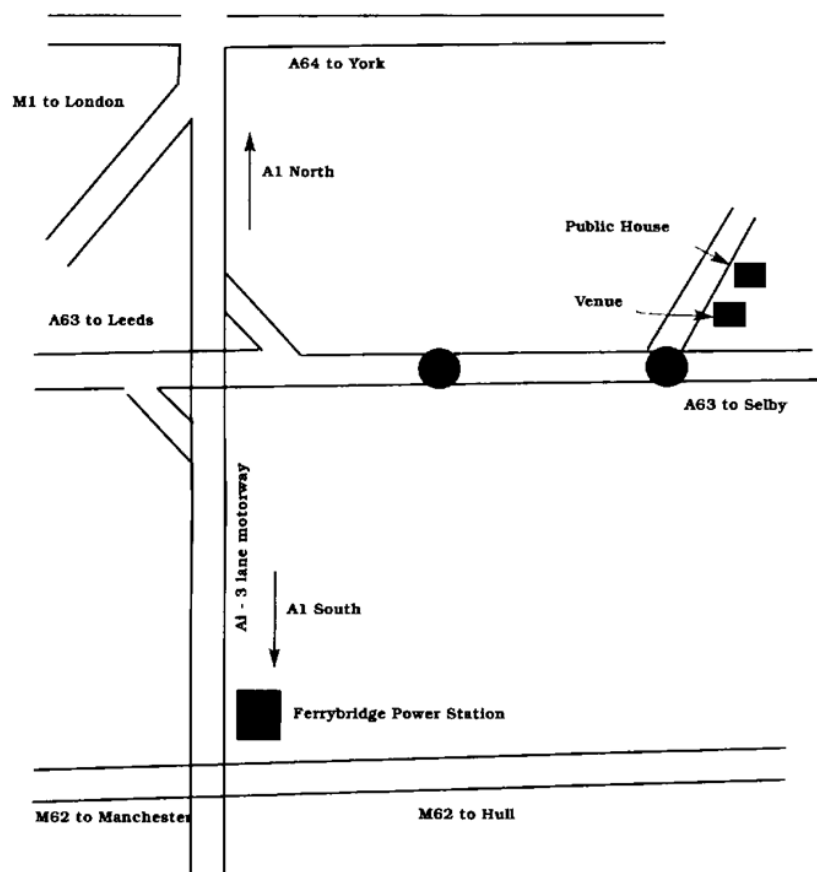 A64 to York
M1 to London
A1 North
Public House
Venue
A63 to Leeds
A63 to Selby
A1 - 3 lane motorway
A1 South
Ferrybridge Power Station
M62 to Manchester
M62 to Hull